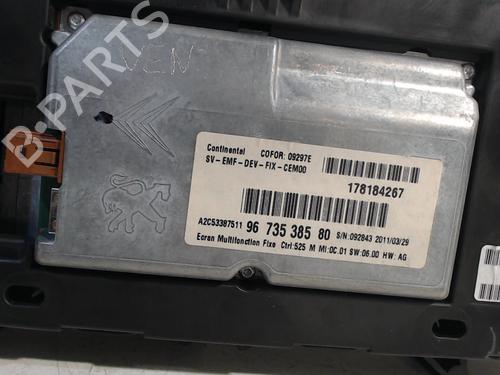 B-PARTS
VEN
Continental COFOR: 09297E
SV-EMF-DEV-FIX-CEM00
178184267
A2C53387511 96 735 385 80 S/N:092843 2011/03/29
Ecran Multifonction Fixe Ctrl:525 M MI:0C.01 SW:06.00 HW: AG